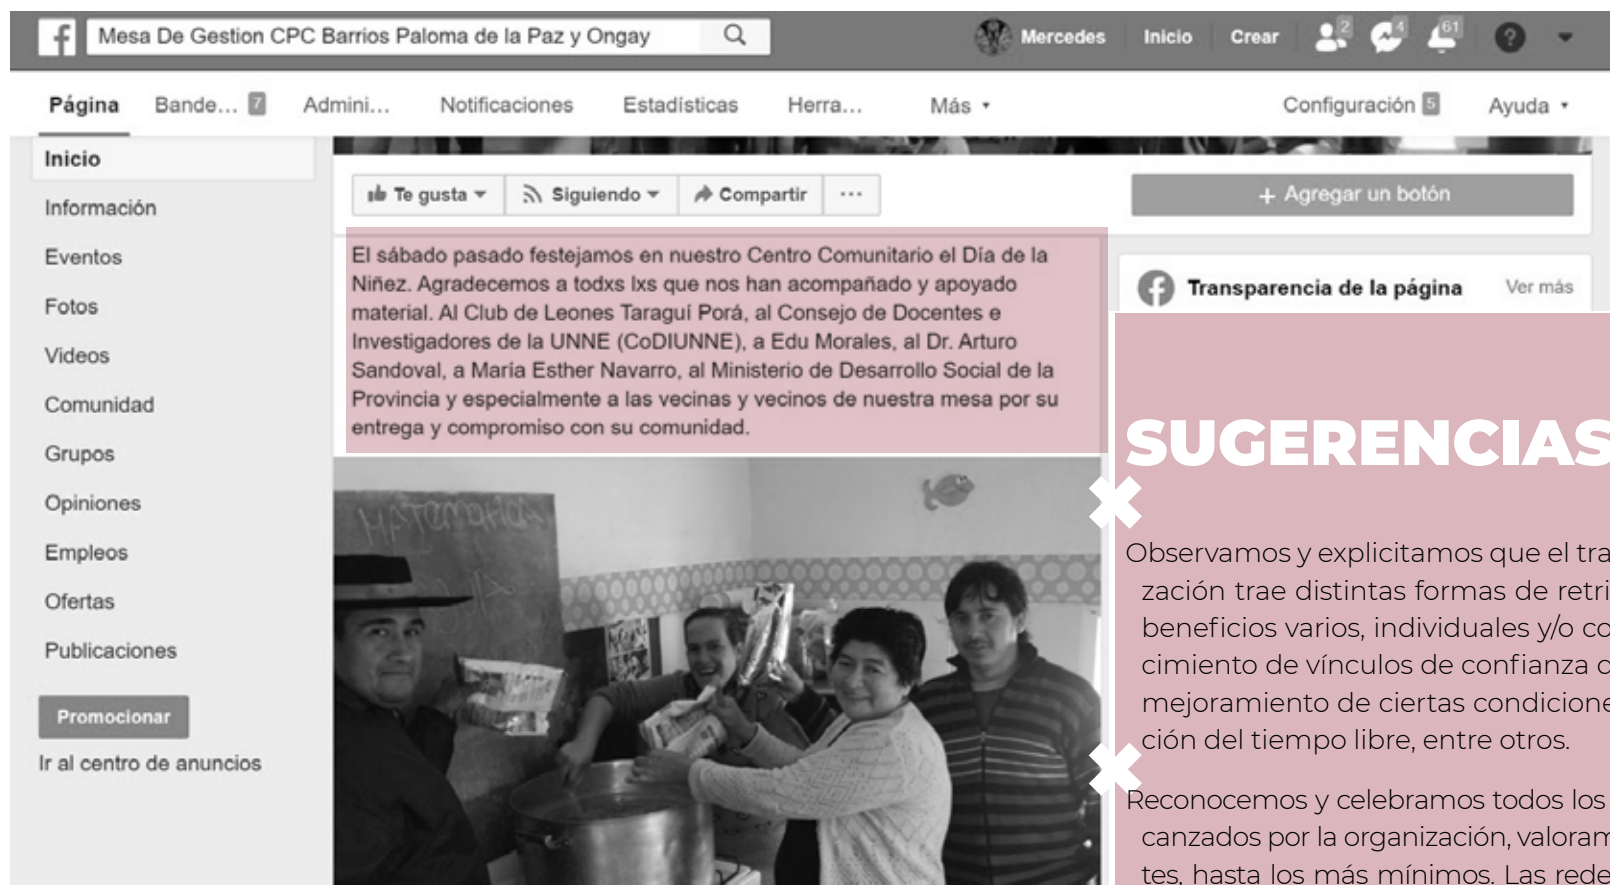 Mesa De Gestion CPC Barrios Paloma de la Paz y Ongay
Mercedes Inicio Crear 2 4 61
Página Bande... 7 Admini... Notificaciones Estadísticas Herra... Más Configuración 5 Ayuda
Inicio
Información
Eventos
Fotos
Videos
Comunidad
Grupos
Opiniones
Empleos
Ofertas
Publicaciones
Promocionar
Ir al centro de anuncios
Te gusta Siguiendo Compartir ...
+ Agregar un botón
El sábado pasado festejamos en nuestro Centro Comunitario el Día de la
Niñez. Agradecemos a todxs lxs que nos han acompañado y apoyado
material. Al Club de Leones Taraguí Porá, al Consejo de Docentes e
Investigadores de la UNNE (CoDIUNNE), a Edu Morales, al Dr. Arturo
Sandoval, a María Esther Navarro, al Ministerio de Desarrollo Social de la
Provincia y especialmente a las vecinas y vecinos de nuestra mesa por su
entrega y compromiso con su comunidad.
Transparencia de la página Ver más
SUGERENCIAS
Observamos y explicitamos que el tra
zación trae distintas formas de retri
beneficios varios, individuales y/o co
cimiento de vínculos de confianza
mejoramiento de ciertas condicione
ción del tiempo libre, entre otros.
Reconocemos y celebramos todos los
canzados por la organización, valoram
tes, hasta los más mínimos. Las rede